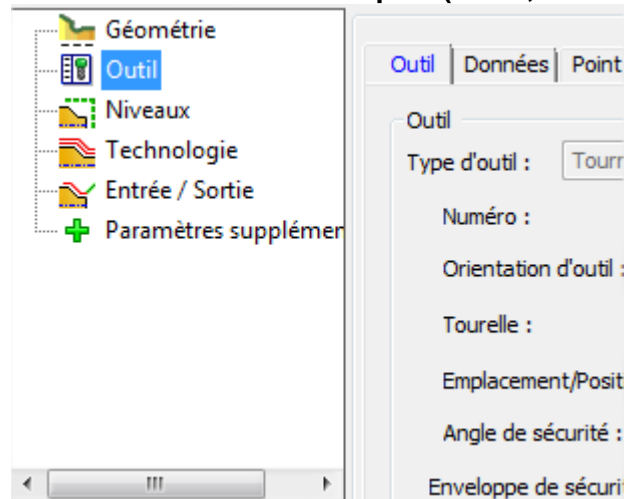 Géométrie
Outil
Niveaux
Technologie
Entrée / Sortie
Paramètres supplémen
Outil Données Point
Outil
Type d'outil : Tourn
Numéro :
Orientation d'outil :
Tourelle :
Emplacement/Posit
Angle de sécurité :
Enveloppe de sécuri